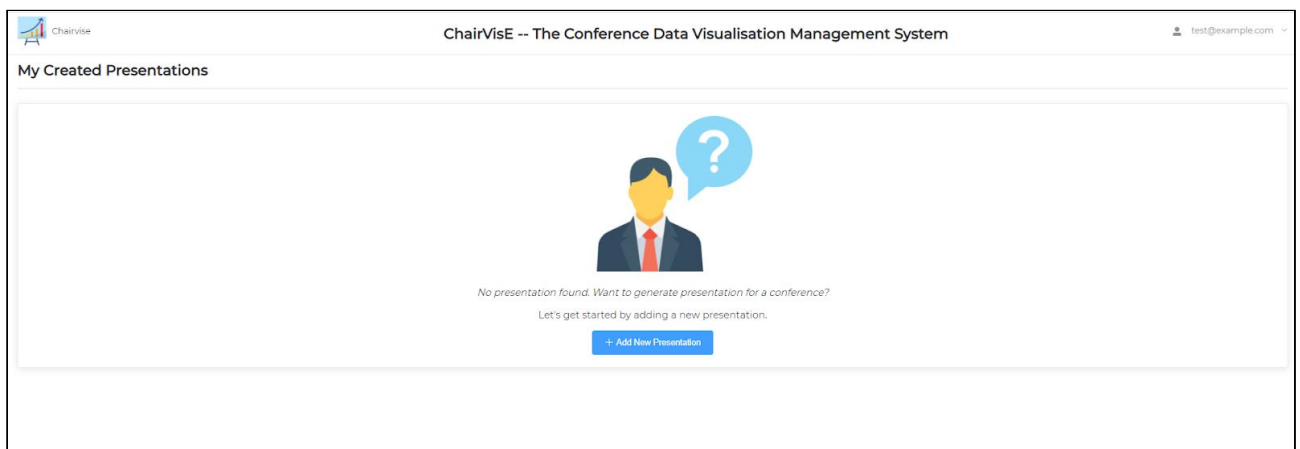 Chairvise
ChairVisE -- The Conference Data Visualisation Management System
test@example.com
My Created Presentations
?
No presentation found. Want to generate presentation for a conference?
Let's get started by adding a new presentation.
+ Add New Presentation